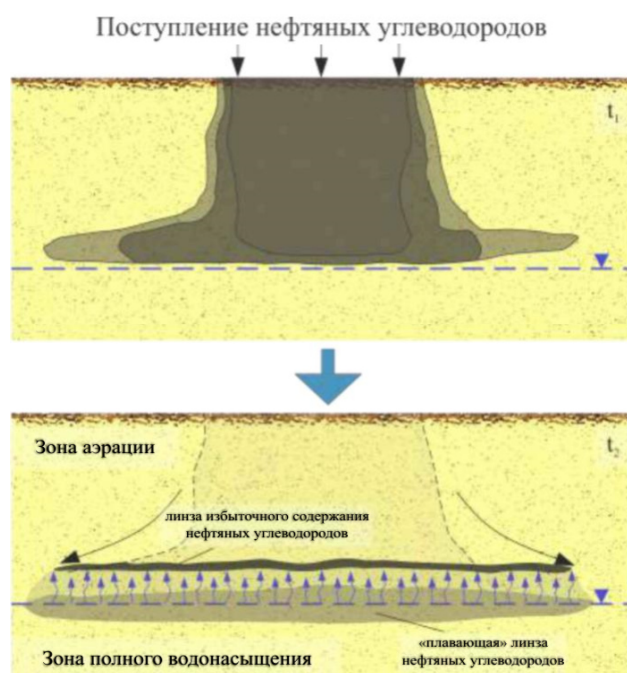 Поступление нефтяных углеводородов
t₁
Зона аэрации
t₂
линза избыточного содержания
нефтяных углеводородов
«плавающая» линза
нефтяных углеводородов
Зона полного водонасыщения